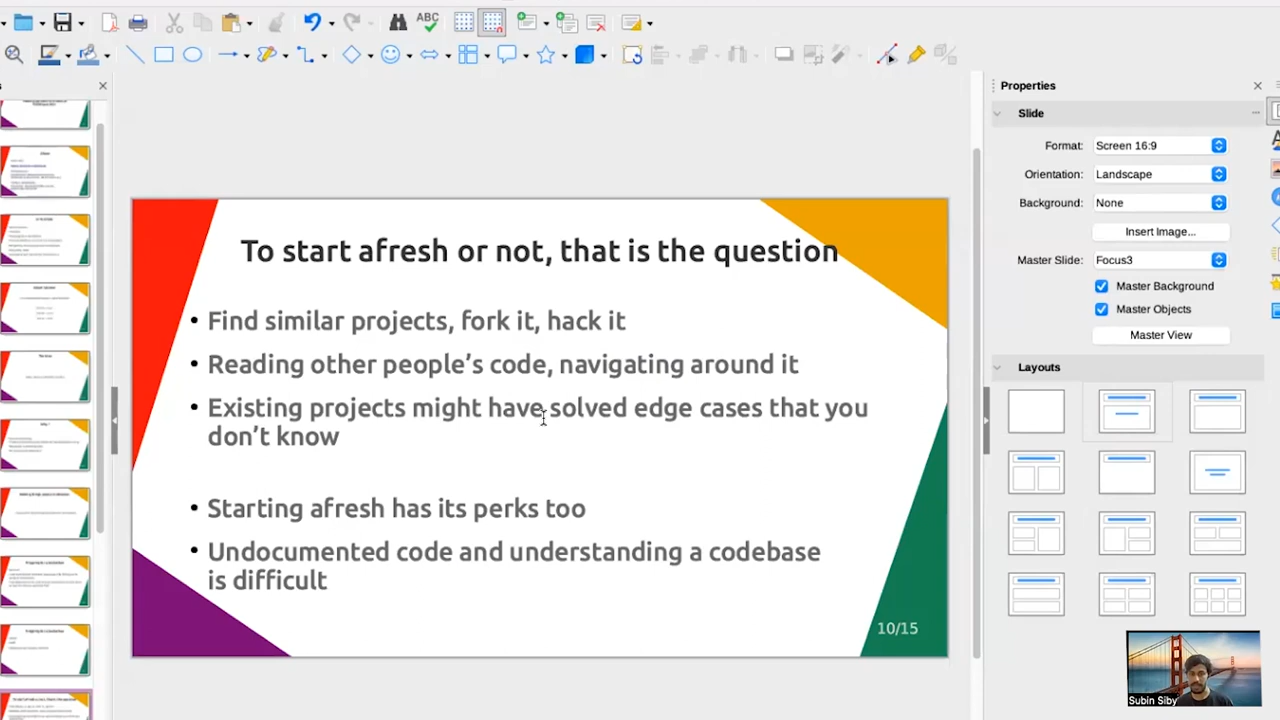 ABC
Properties
Slide
Format: Screen 16:9
Orientation: Landscape
Background: None
Insert Image...
Master Slide: Focus3
Master Background
Master Objects
Master View
Layouts
To start afresh or not, that is the question
• Find similar projects, fork it, hack it
• Reading other people’s code, navigating around it
• Existing projects might have solved edge cases that you
don’t know
• Starting afresh has its perks too
• Undocumented code and understanding a codebase
is difficult
10/15
Subin Siby